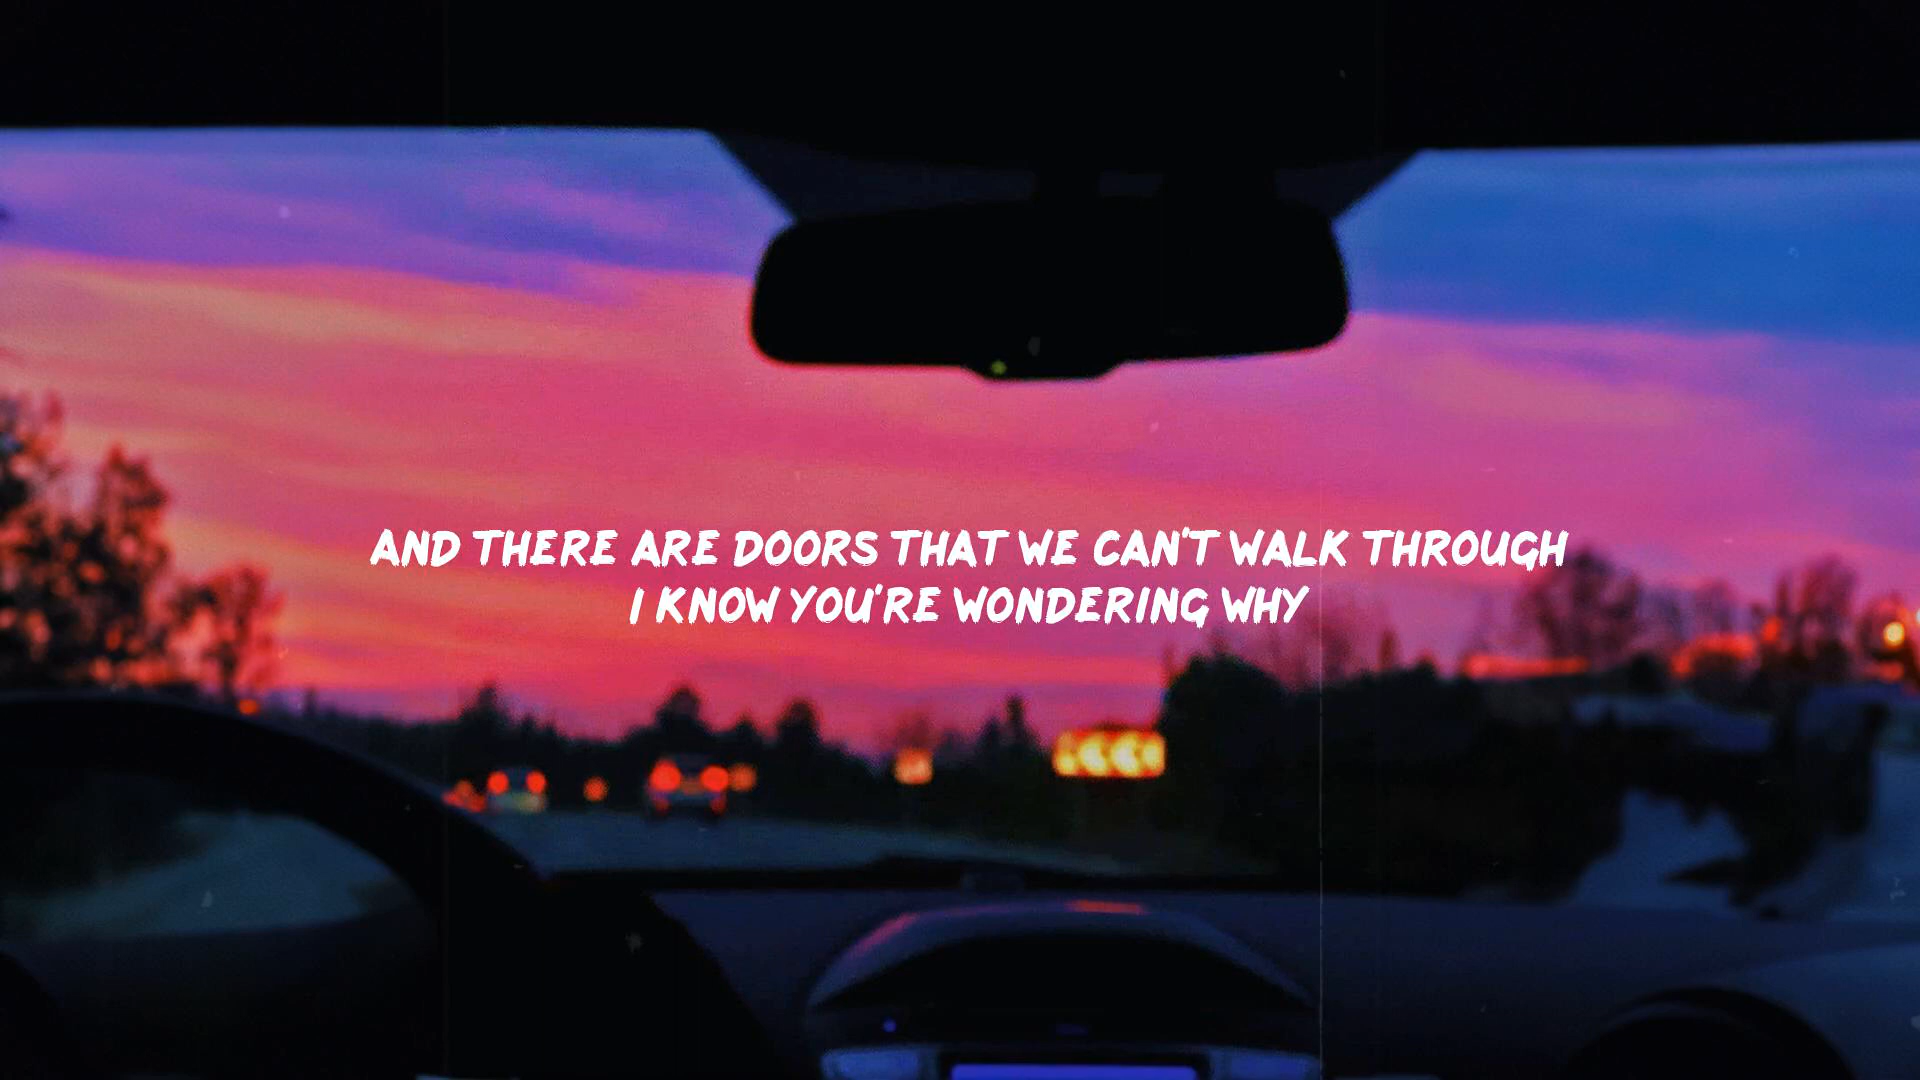 AND THERE ARE DOORS THAT WE CAN'T WALK THROUGH
I KNOW YOU'RE WONDERING WHY